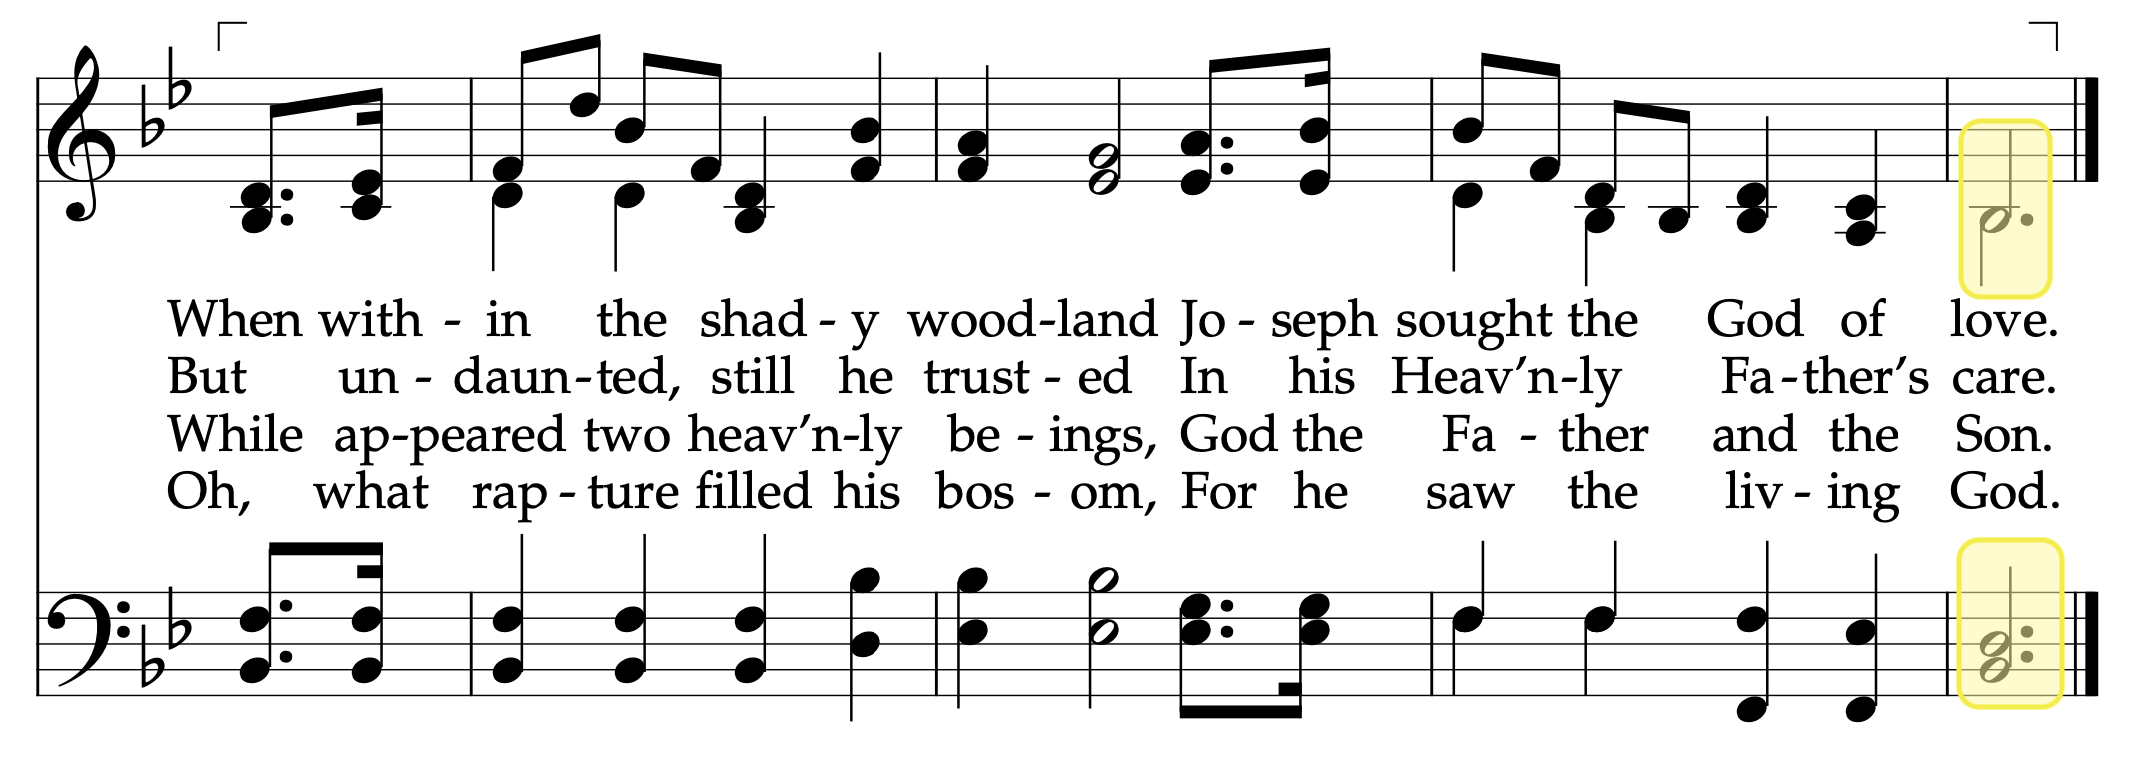 When with - in the shad - y wood-land Jo - seph sought the God of love.
But un - daun-ted, still he trust - ed In his Heav’n-ly Fa-ther’s care.
While ap-peared two heav’n-ly be - ings, God the Fa - ther and the Son.
Oh, what rap - ture filled his bos - om, For he saw the liv - ing God.